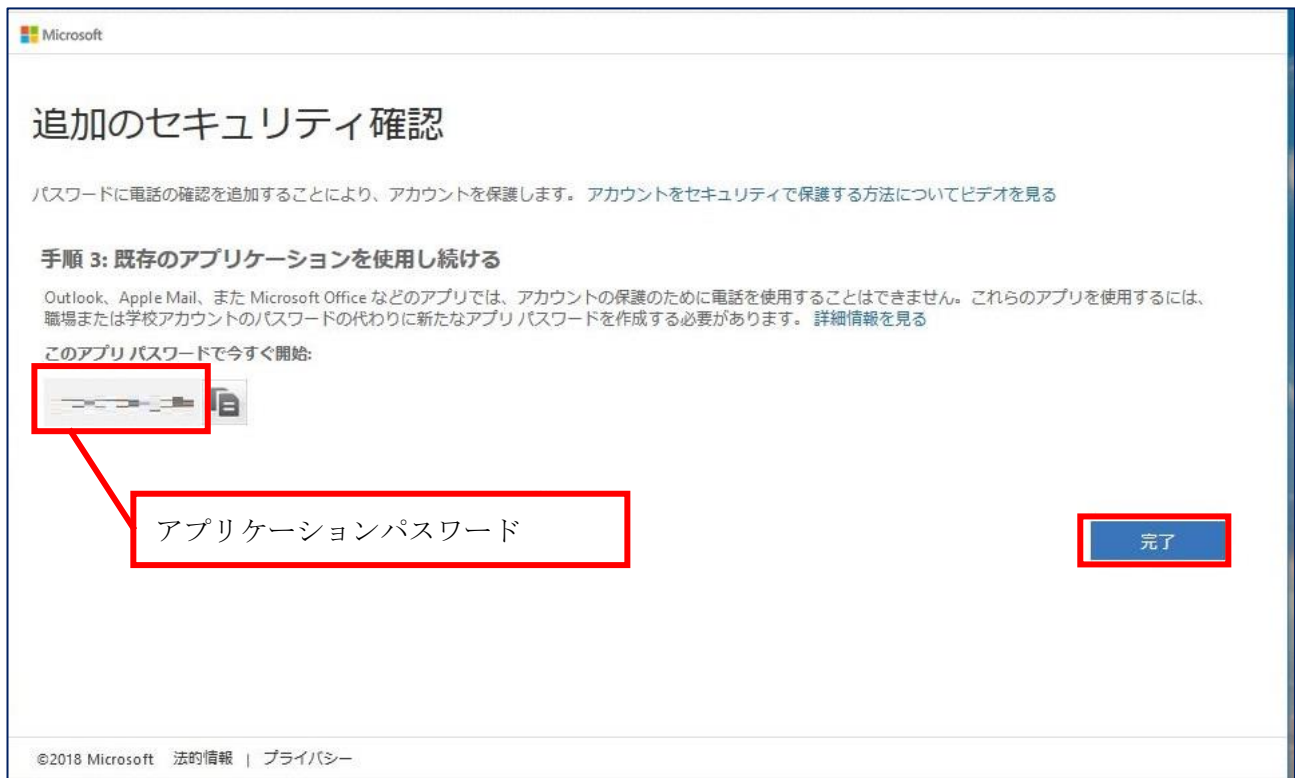 Microsoft
追加のセキュリティ確認
パスワードに電話の確認を追加することにより、アカウントを保護します。 アカウントをセキュリティで保護する方法についてビデオを見る
手順 3: 既存のアプリケーションを使用し続ける
Outlook、Apple Mail、また Microsoft Office などのアプリでは、アカウントの保護のために電話を使用することはできません。これらのアプリを使用するには、
職場または学校アカウントのパスワードの代わりに新たなアプリ パスワードを作成する必要があります。 詳細情報を見る
このアプリ パスワードで今すぐ開始:
アプリケーションパスワード
完了
©2018 Microsoft 法的情報 | プライバシー